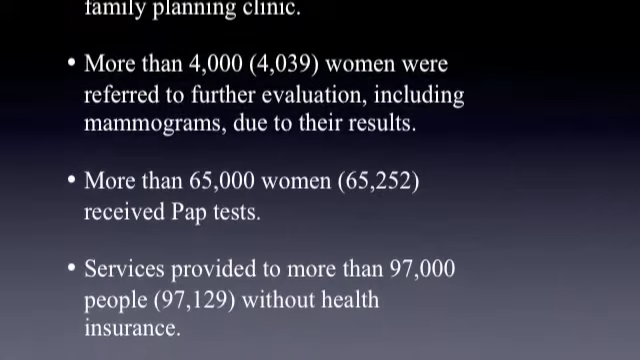 family planning clinic.
• More than 4,000 (4,039) women were
referred to further evaluation, including
mammograms, due to their results.
• More than 65,000 women (65,252)
received Pap tests.
• Services provided to more than 97,000
people (97,129) without health
insurance.